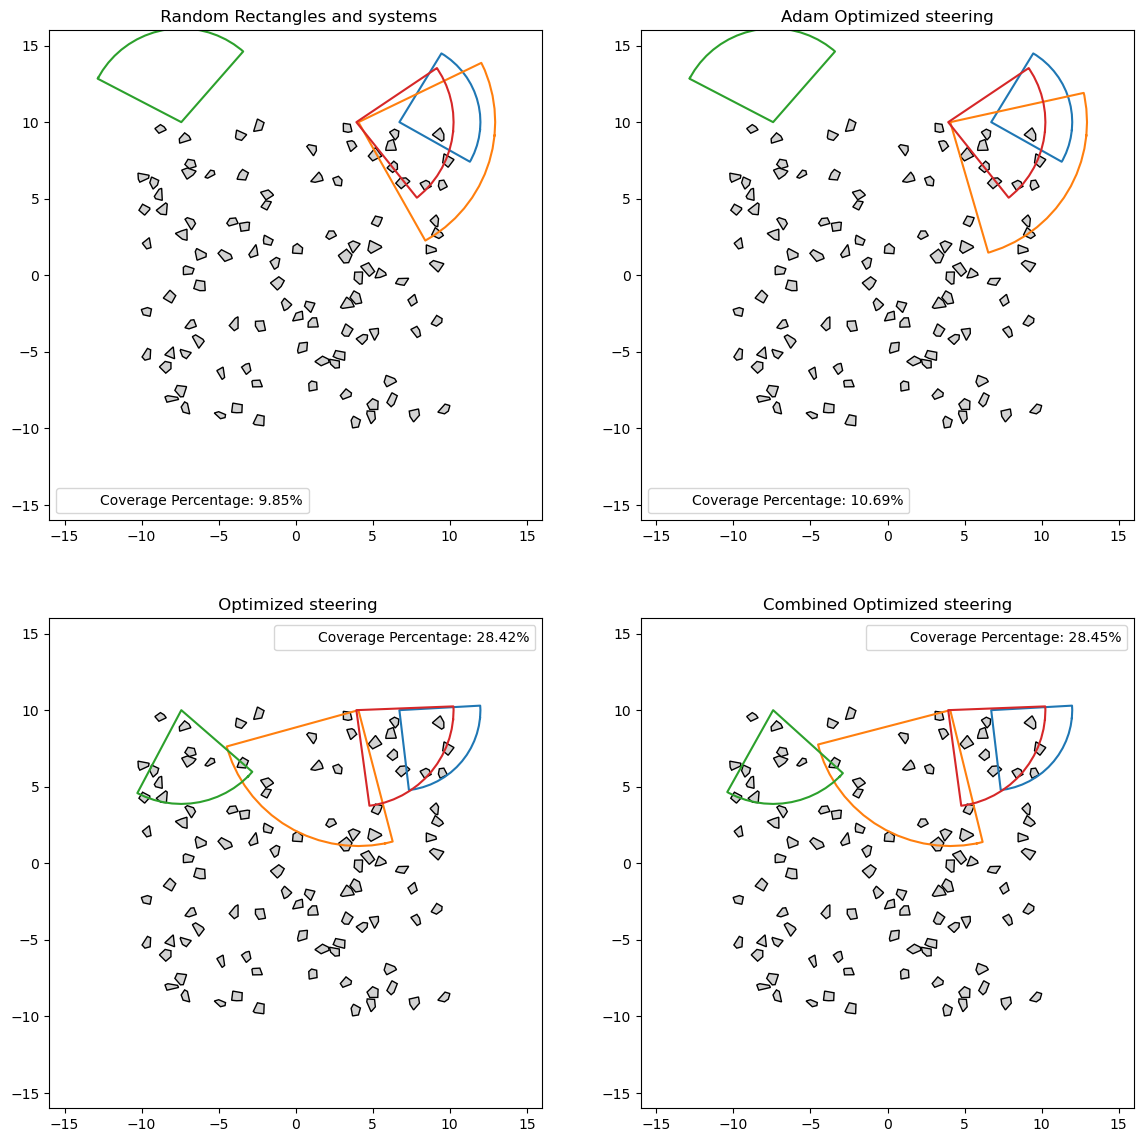 Random Rectangles and systems
15
10
5
0
−5
−10
−15
Coverage Percentage: 9.85%
−15 −10 −5 0 5 10 15
Adam Optimized steering
15
10
5
0
−5
−10
−15
Coverage Percentage: 10.69%
−15 −10 −5 0 5 10 15
Optimized steering
Coverage Percentage: 28.42%
15
10
5
0
−5
−10
−15
−15 −10 −5 0 5 10 15
Combined Optimized steering
Coverage Percentage: 28.45%
15
10
5
0
−5
−10
−15
−15 −10 −5 0 5 10 15